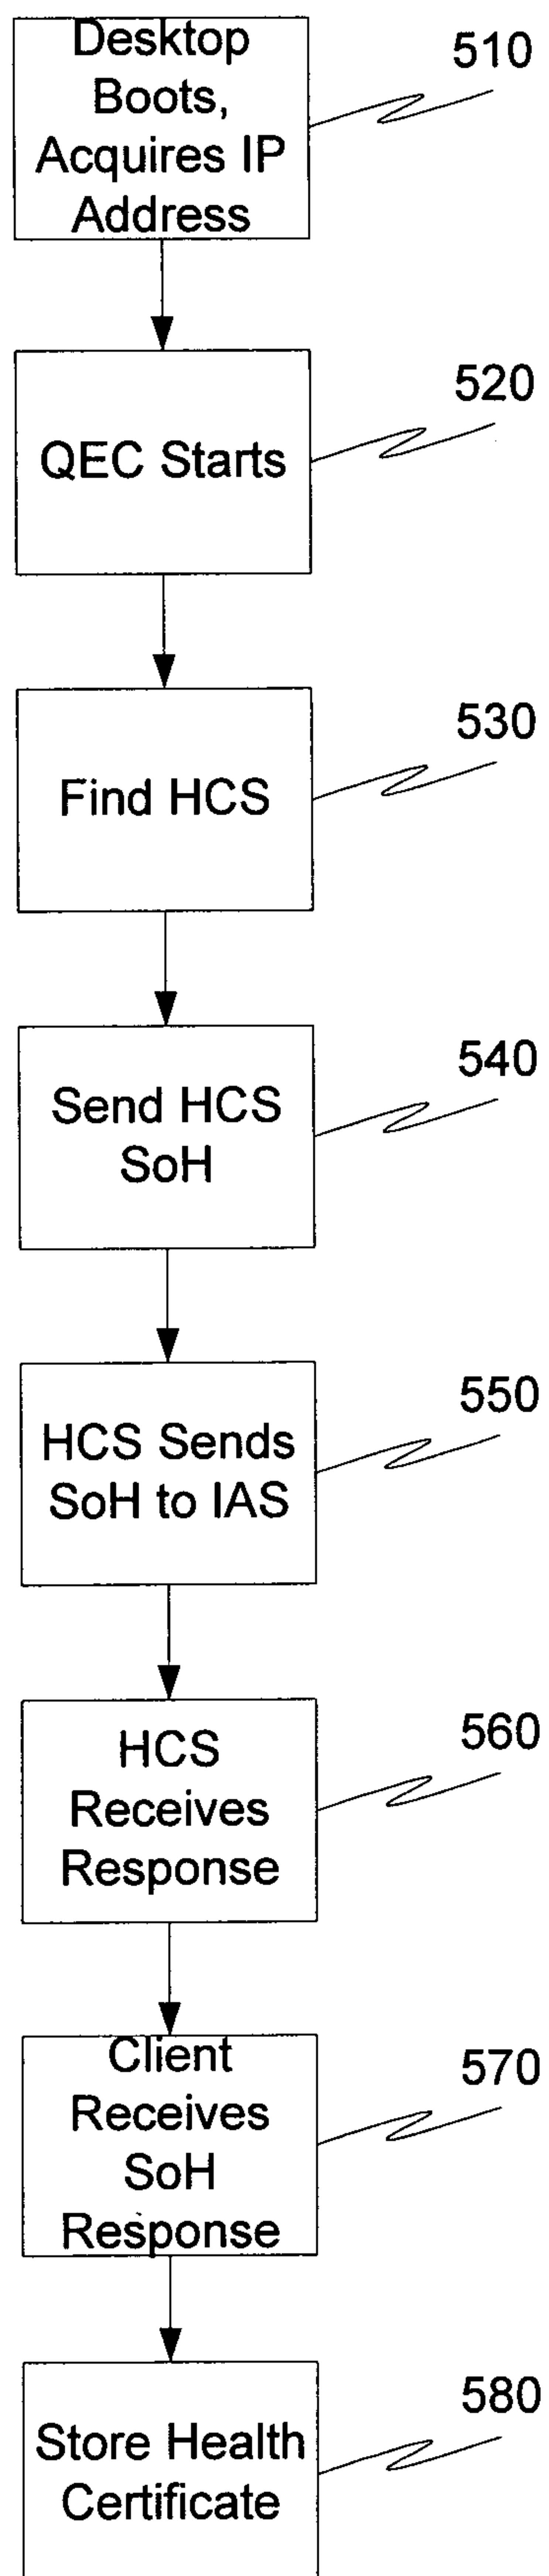 Desktop
Boots,
Acquires IP
Address
510
QEC Starts
520
Find HCS
530
Send HCS
SoH
540
HCS Sends
SoH to IAS
550
HCS
Receives
Response
560
Client
Receives
SoH
Response
570
Store Health
Certificate
580